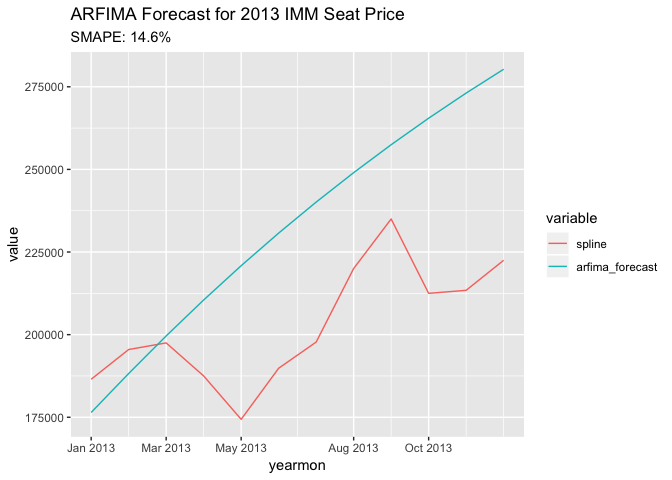 ARFIMA Forecast for 2013 IMM Seat Price
SMAPE: 14.6%
275000
250000
225000
200000
175000
value
Jan 2013 Mar 2013 May 2013 Aug 2013 Oct 2013
yearmon
variable
spline
arfima_forecast